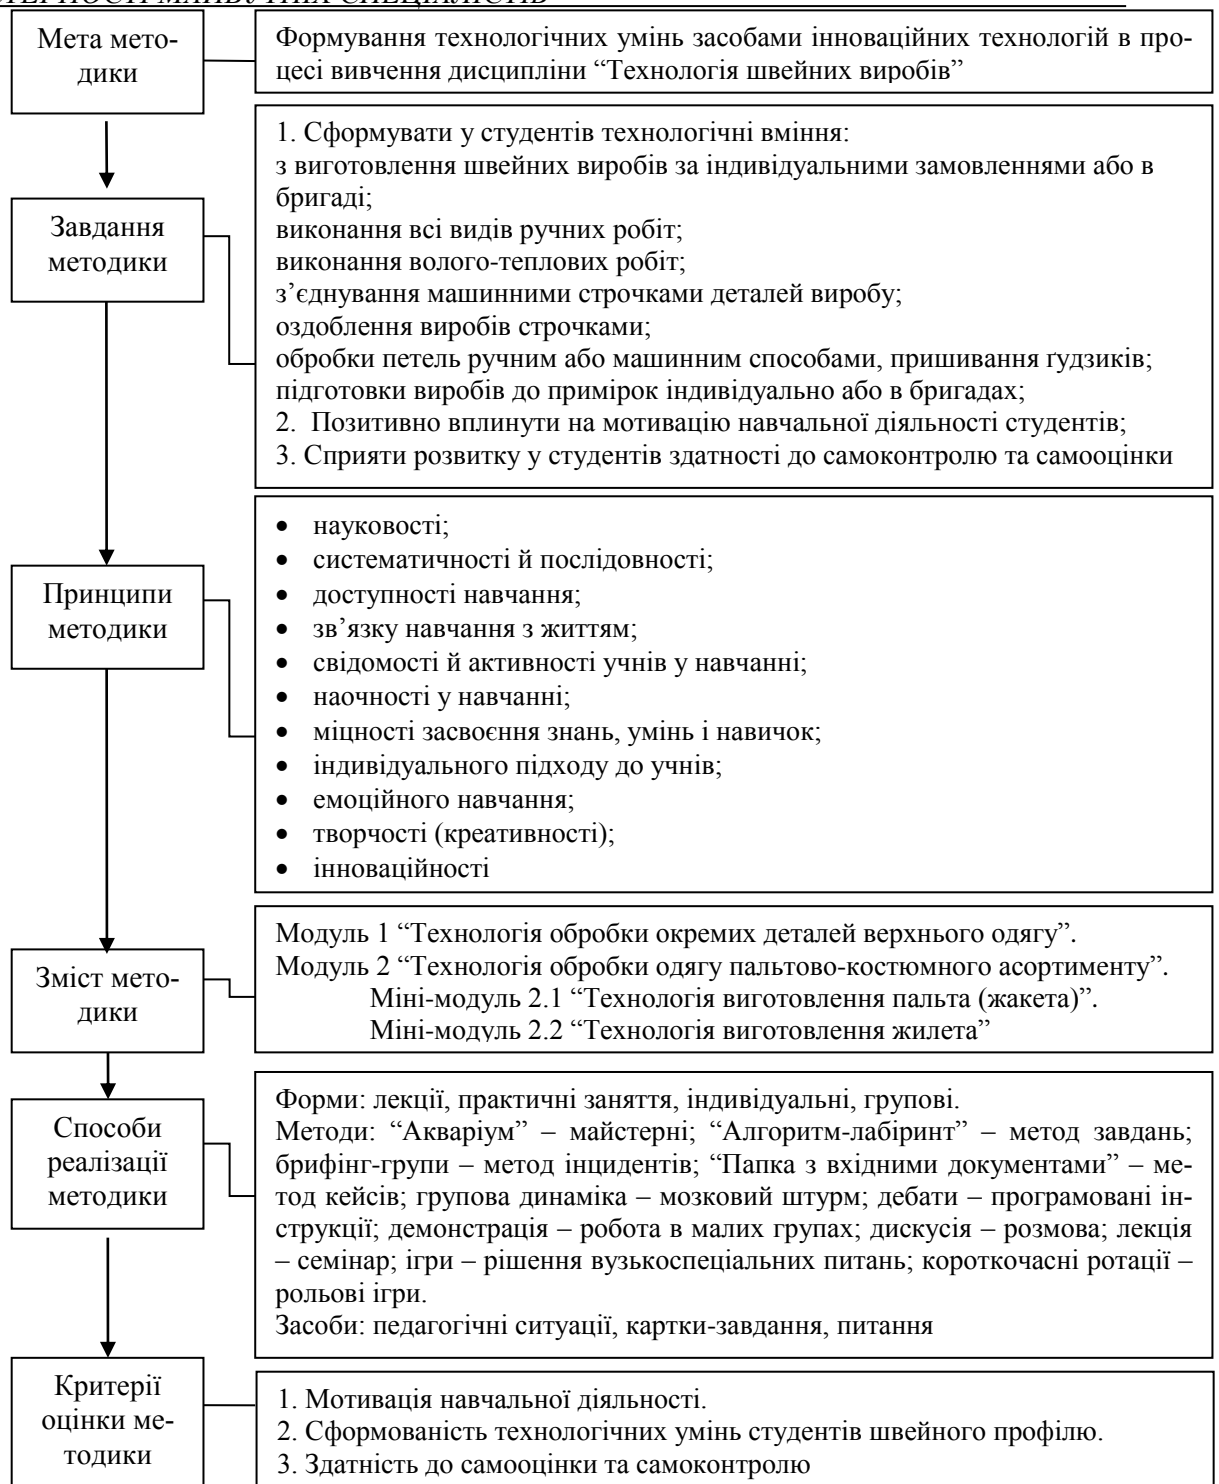 МАЙБУТНІХ СПЕЦІАЛІСТІВ
Мета мето-
дики
Формування технологічних умінь засобами інноваційних технологій в про-
цесі вивчення дисципліни “Технологія швейних виробів”
Завдання
методики
1. Сформувати у студентів технологічні вміння:
з виготовлення швейних виробів за індивідуальними замовленнями або в
бригаді;
виконання всі видів ручних робіт;
виконання волого-теплових робіт;
з’єднування машинними строчками деталей виробу;
оздоблення виробів строчками;
обробки петель ручним або машинним способами, пришивання ґудзиків;
підготовки виробів до примірок індивідуально або в бригадах;
2. Позитивно вплинути на мотивацію навчальної діяльності студентів;
3. Сприяти розвитку у студентів здатності до самоконтролю та самооцінки
Принципи
методики
• науковості;
• систематичності й послідовності;
• доступності навчання;
• зв’язку навчання з життям;
• свідомості й активності учнів у навчанні;
• наочності у навчанні;
• міцності засвоєння знань, умінь і навичок;
• індивідуального підходу до учнів;
• емоційного навчання;
• творчості (креативності);
• інноваційності
Зміст мето-
дики
Модуль 1 “Технологія обробки окремих деталей верхнього одягу”.
Модуль 2 “Технологія обробки одягу пальтово-костюмного асортименту”.
Міні-модуль 2.1 “Технологія виготовлення пальта (жакета)”.
Міні-модуль 2.2 “Технологія виготовлення жилета”
Способи
реалізації
методики
Форми: лекції, практичні заняття, індивідуальні, групові.
Методи: “Акваріум” – майстерні; “Алгоритм-лабіринт” – метод завдань;
брифінг-групи – метод інцидентів; “Папка з вхідними документами” – ме-
тод кейсів; групова динаміка – мозковий штурм; дебати – програмовані ін-
струкції; демонстрація – робота в малих групах; дискусія – розмова; лекція
– семінар; ігри – рішення вузькоспеціальних питань; короткочасні ротації –
рольові ігри.
Засоби: педагогічні ситуації, картки-завдання, питання
Критерії
оцінки ме-
тодики
1. Мотивація навчальної діяльності.
2. Сформованість технологічних умінь студентів швейного профілю.
3. Здатність до самооцінки та самоконтролю